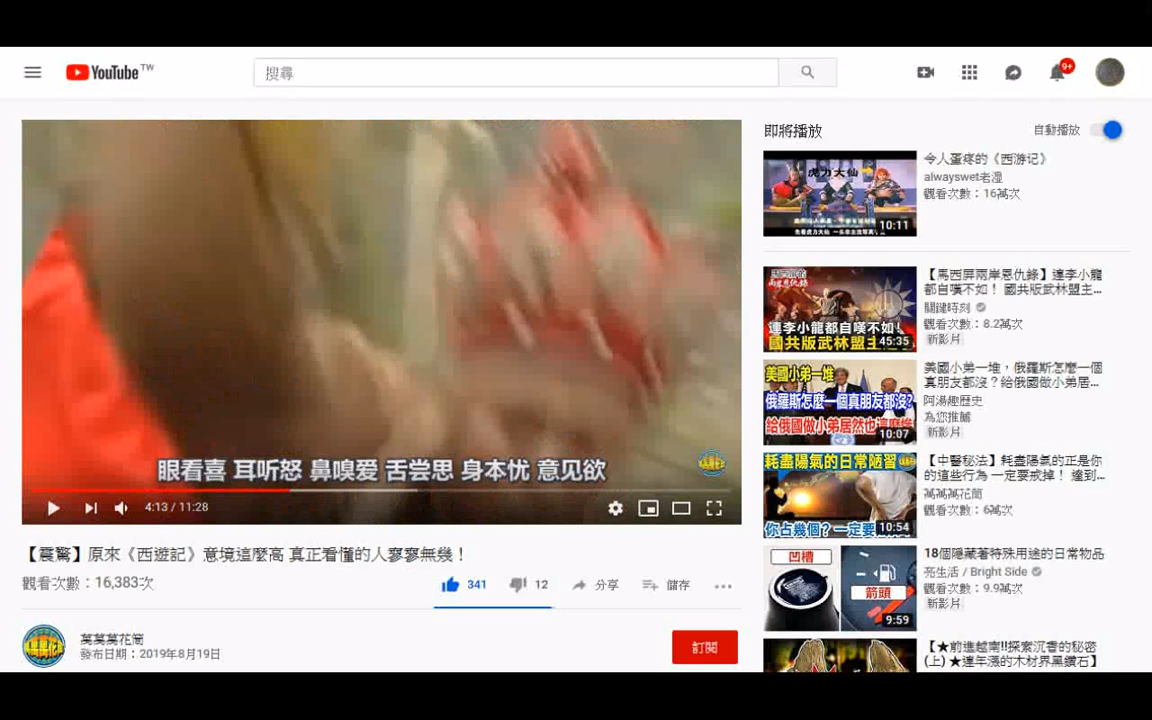 YouTube TW
搜尋
9+
眼看喜 耳听怒 鼻嗅爱 舌尝思 身本忧 意见欲
4:13 / 11:28
【震驚】原來《西遊記》意境這麼高 真正看懂的人寥寥無幾！
觀看次數：16,383次
341
12
分享
儲存
萬萬萬花筒
發布日期：2019年8月19日
訂閱
即將播放
自動播放
虎力大仙
10:11
令人蛋疼的《西游记》
alwayswet老濕
觀看次數：16萬次
連李小龍都自嘆不如！
國共版武林盟主
45:35
【馬西屏兩岸恩仇錄】連李小龍
都自嘆不如！ 國共版武林盟主...
關鍵時刻
觀看次數：8.2萬次
新影片
美國小弟一堆
俄羅斯怎麼一個真朋友都沒?
給俄國做小弟居然也
10:07
美國小弟一堆，俄羅斯怎麼一個
真朋友都沒？給俄國做小弟居...
阿湯趣歷史
為您推薦
新影片
耗盡陽氣的日常陋習
你占幾個？一定要
10:54
【中醫秘法】耗盡陽氣的正是你
的這些行為 一定要戒掉！ 達到...
萬萬萬花筒
觀看次數：6萬次
凹槽
箭頭
9:59
18個隱藏著特殊用途的日常物品
亮生活 / Bright Side
觀看次數：9.9萬次
新影片
【★前進越南!!探索沉香的秘密
(上) ★連年漲的木材界黑鑽石】